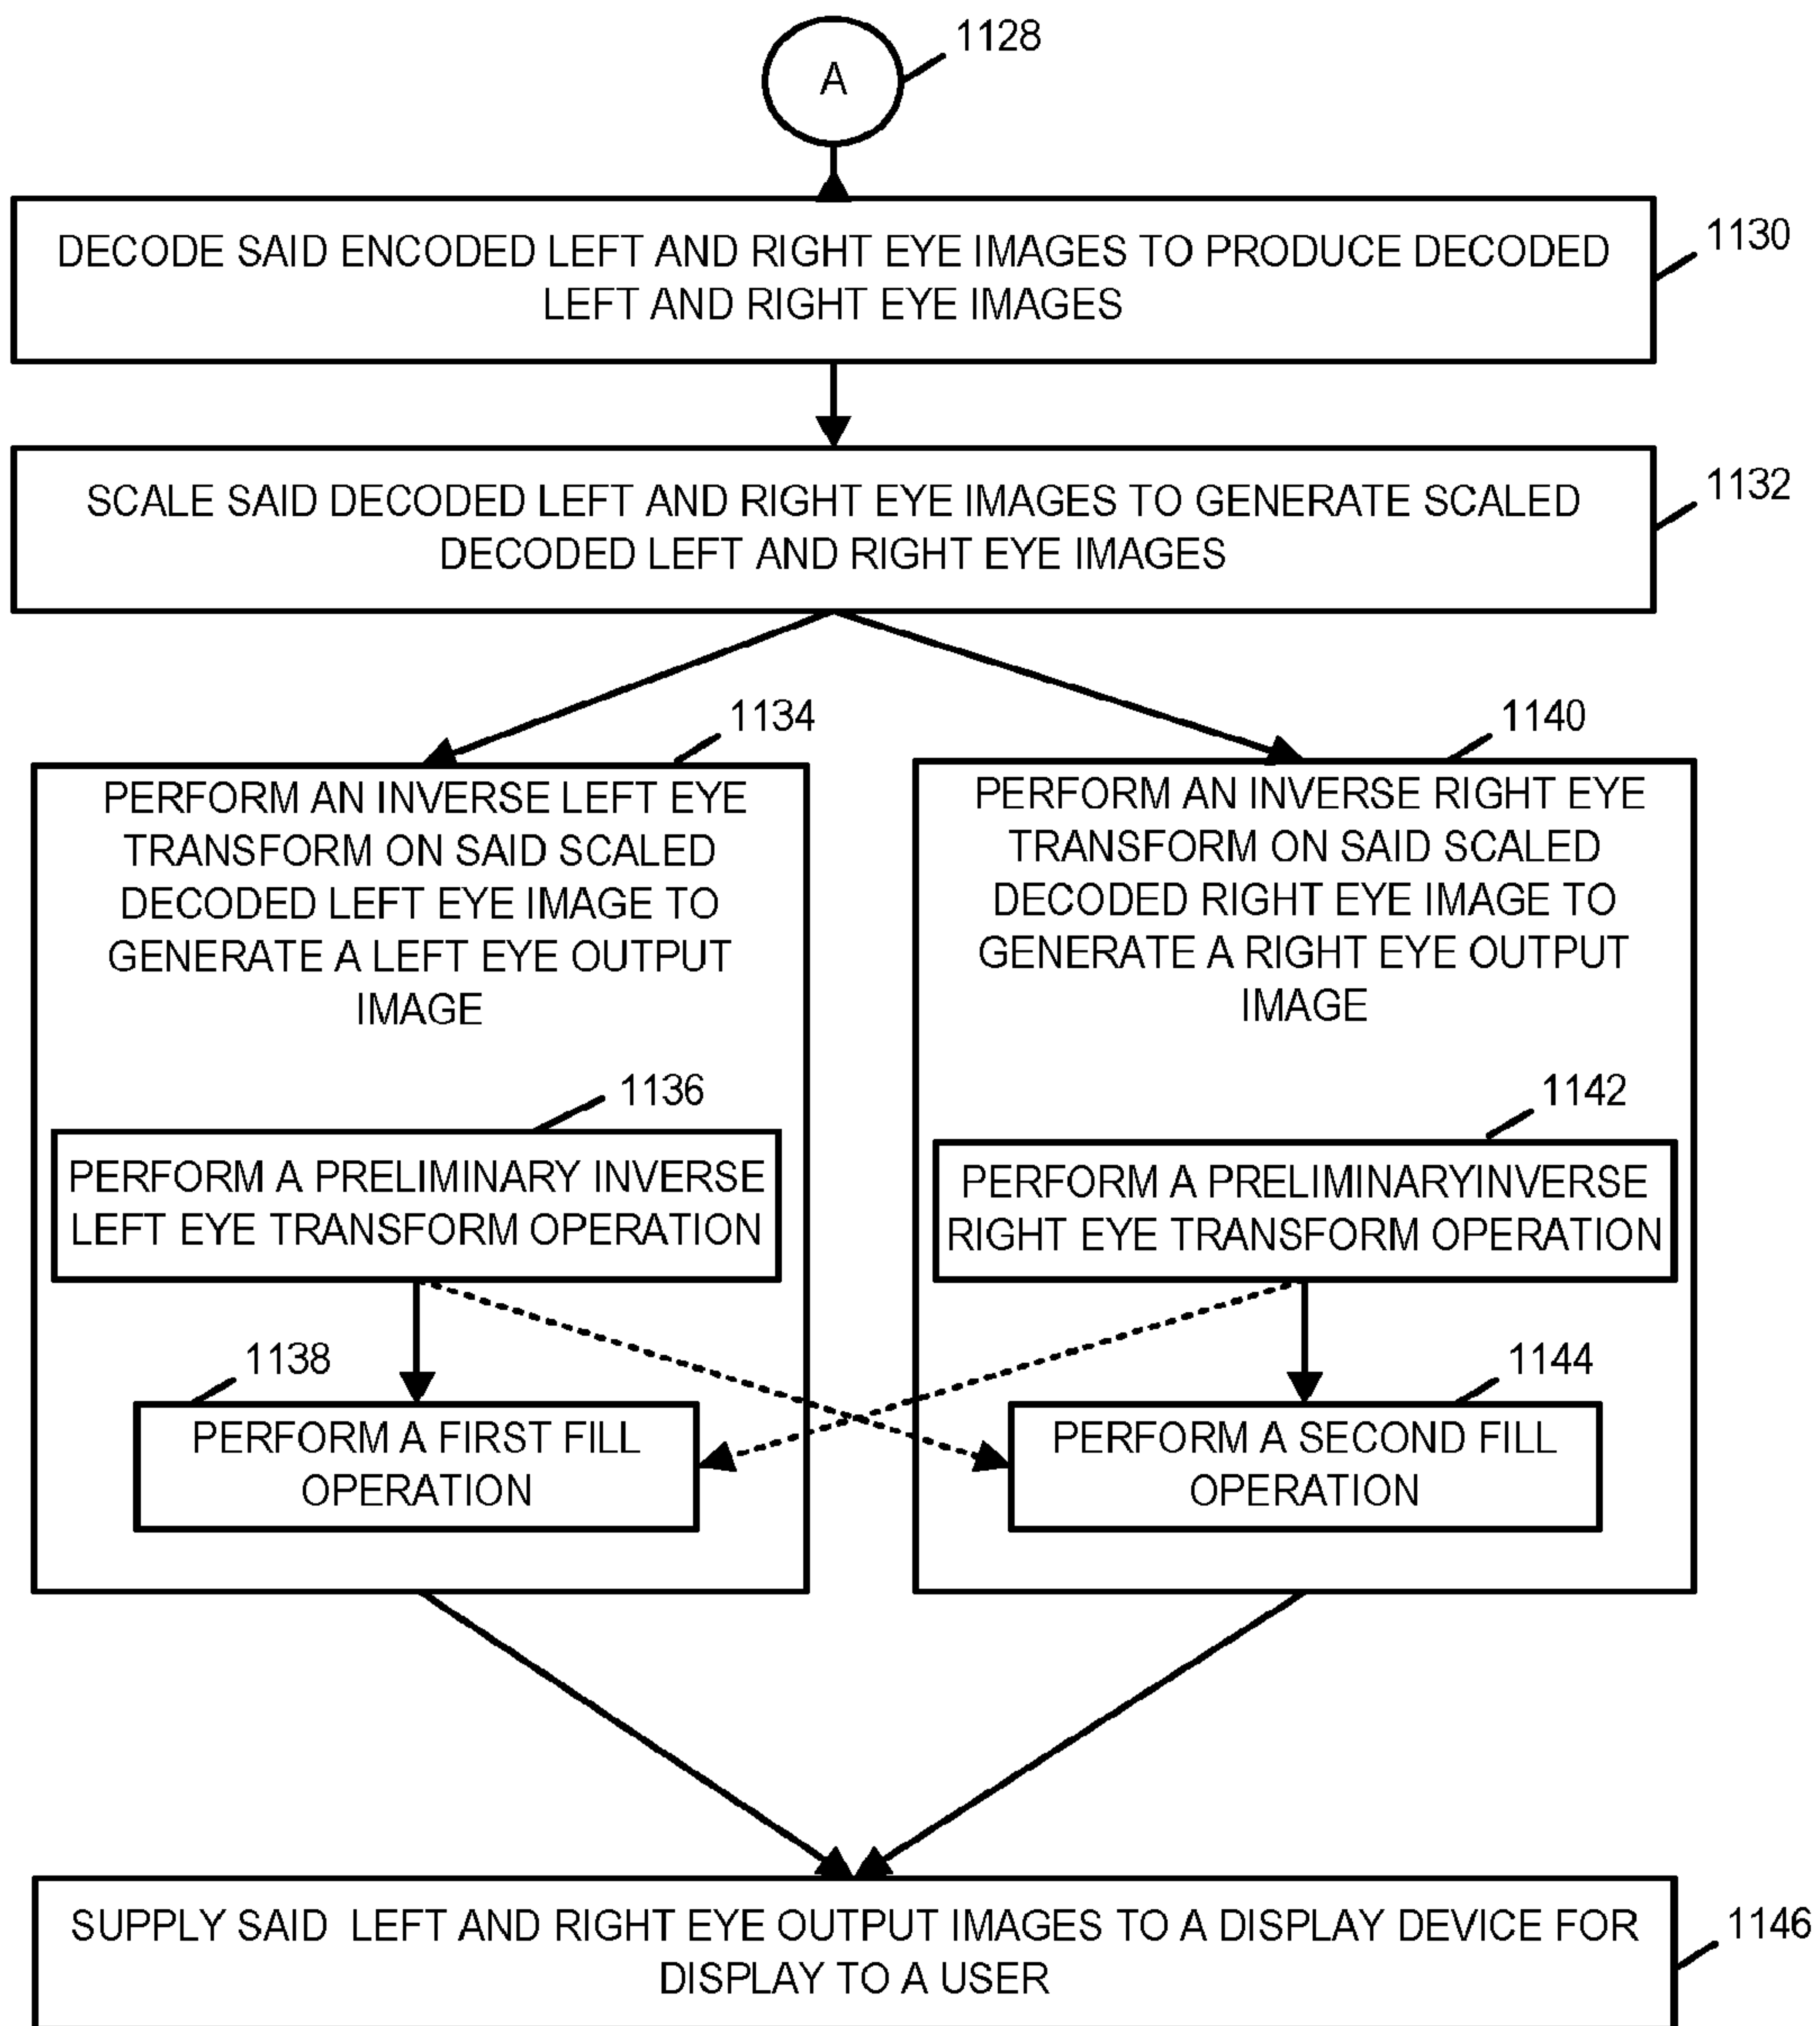 1128
A
1130
DECODE SAID ENCODED LEFT AND RIGHT EYE IMAGES TO PRODUCE DECODED
LEFT AND RIGHT EYE IMAGES
1132
SCALE SAID DECODED LEFT AND RIGHT EYE IMAGES TO GENERATE SCALED
DECODED LEFT AND RIGHT EYE IMAGES
1134
PERFORM AN INVERSE LEFT EYE
TRANSFORM ON SAID SCALED
DECODED LEFT EYE IMAGE TO
GENERATE A LEFT EYE OUTPUT
IMAGE
1136
PERFORM A PRELIMINARY INVERSE
LEFT EYE TRANSFORM OPERATION
1138
PERFORM A FIRST FILL
OPERATION
1140
PERFORM AN INVERSE RIGHT EYE
TRANSFORM ON SAID SCALED
DECODED RIGHT EYE IMAGE TO
GENERATE A RIGHT EYE OUTPUT
IMAGE
1142
PERFORM A PRELIMINARYINVERSE
RIGHT EYE TRANSFORM OPERATION
1144
PERFORM A SECOND FILL
OPERATION
1146
SUPPLY SAID LEFT AND RIGHT EYE OUTPUT IMAGES TO A DISPLAY DEVICE FOR
DISPLAY TO A USER